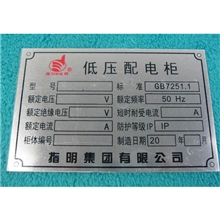 低压配电柜
型号 标准 GB7251.1
额定电压 V 额定频率 50 Hz
额定绝缘电压 V 短时耐受电流 A
额定电流 A 防护等级IP IP
柜体编号 制造日期 20 年 月
指明集团有限公司